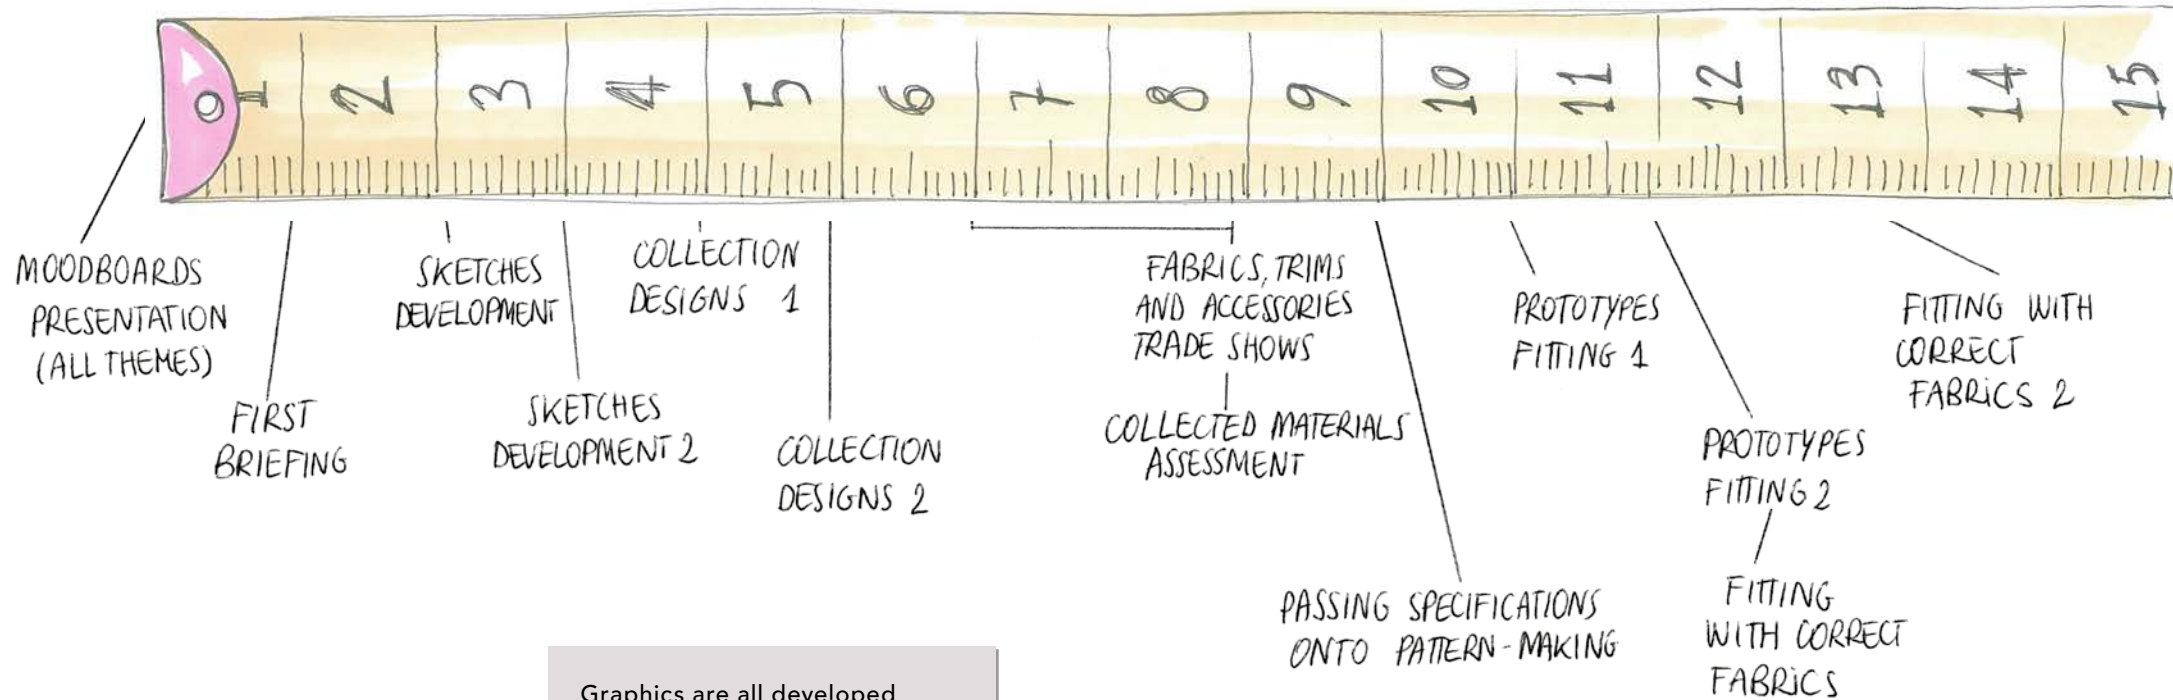 1 2 3 4 5 6 7 8 9 10 11 12 13 14 15
MOODBOARDS
PRESENTATION
(ALL THEMES)
FIRST
BRIEFING
SKETCHES
DEVELOPMENT
SKETCHES
DEVELOPMENT 2
COLLECTION
DESIGNS 1
COLLECTION
DESIGNS 2
FABRICS, TRIMS
AND ACCESSORIES
TRADE SHOWS
COLLECTED MATERIALS
ASSESSMENT
PASSING SPECIFICATIONS
ONTO PATTERN-MAKING
PROTOTYPES
FITTING 1
PROTOTYPES
FITTING 2
FITTING
WITH CORRECT
FABRICS
FITTING WITH
CORRECT
FABRICS 2
Graphics are all developed